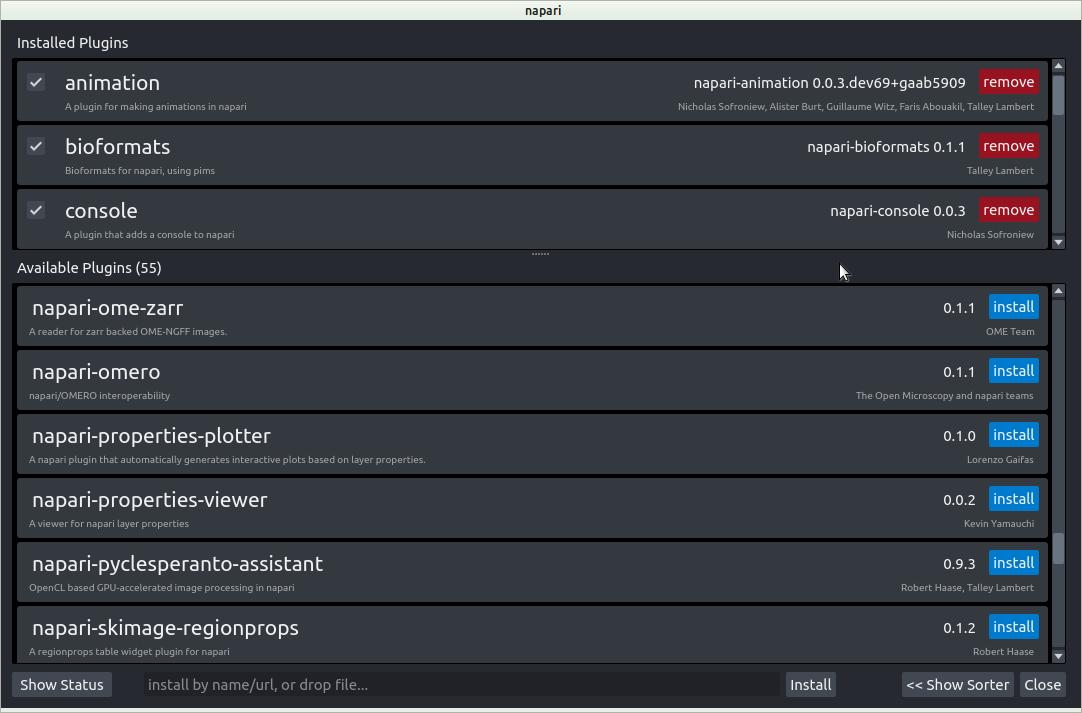 napari
Installed Plugins
animation napari-animation 0.0.3.dev69+gaab5909 remove
A plugin for making animations in napari Nicholas Sofroniew, Alister Burt, Guillaume Witz, Faris Abouakil, Talley Lambert
bioformats napari-bioformats 0.1.1 remove
Bioformats for napari, using pims Talley Lambert
console napari-console 0.0.3 remove
A plugin that adds a console to napari Nicholas Sofroniew
Available Plugins (55)
napari-ome-zarr 0.1.1 install
A reader for zarr backed OME-NGFF images. OME Team
napari-omero 0.1.1 install
napari/OMERO interoperability The Open Microscopy and napari teams
napari-properties-plotter 0.1.0 install
A napari plugin that automatically generates interactive plots based on layer properties. Lorenzo Gaifas
napari-properties-viewer 0.0.2 install
A viewer for napari layer properties Kevin Yamauchi
napari-pyclesperanto-assistant 0.9.3 install
OpenCL based GPU-accelerated image processing in napari Robert Haase, Talley Lambert
napari-skimage-regionprops 0.1.2 install
A regionprops table widget plugin for napari Robert Haase
Show Status install by name/url, or drop file... Install << Show Sorter Close